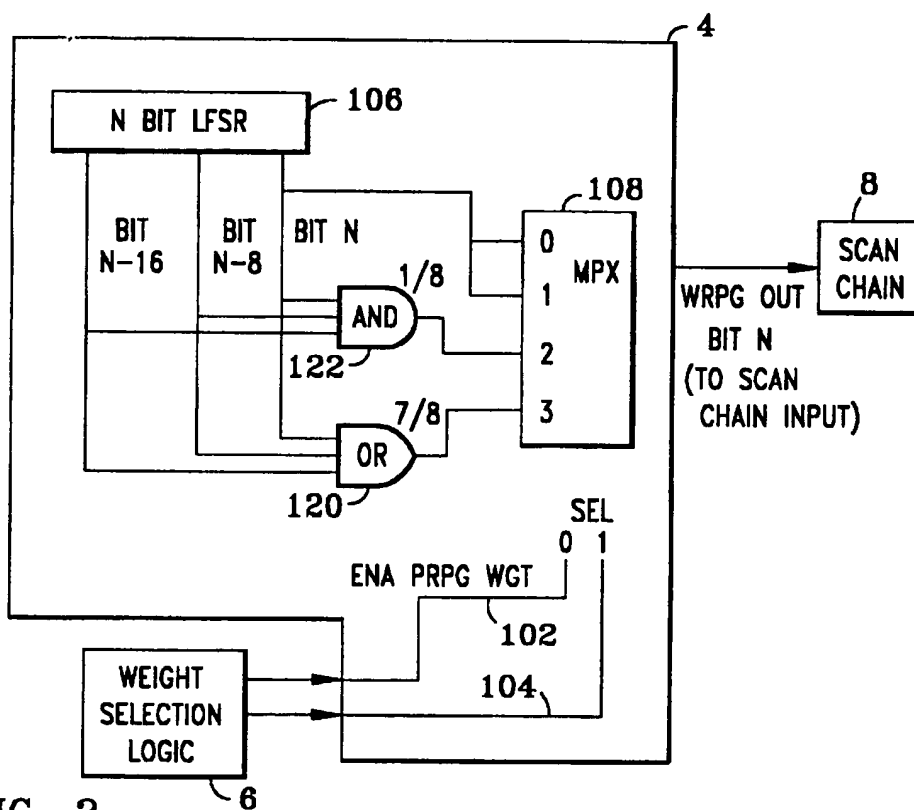 4
N BIT LFSR
106
BIT
N-16
BIT
N-8
BIT N
108
0
1
2
3
MPX
8
SCAN
CHAIN
1/8
AND
122
WRPG OUT
BIT N
(TO SCAN
CHAIN INPUT)
7/8
OR
120
SEL
0 1
ENA PRPG WGT
102
WEIGHT
SELECTION
LOGIC
104
6